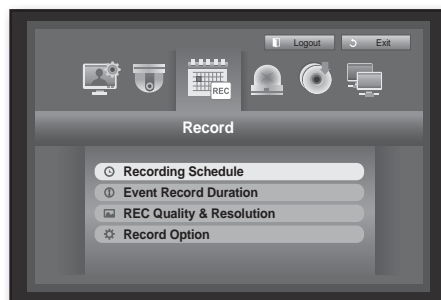 Logout
Exit
REC
Record
Recording Schedule
Event Record Duration
REC Quality & Resolution
Record Option